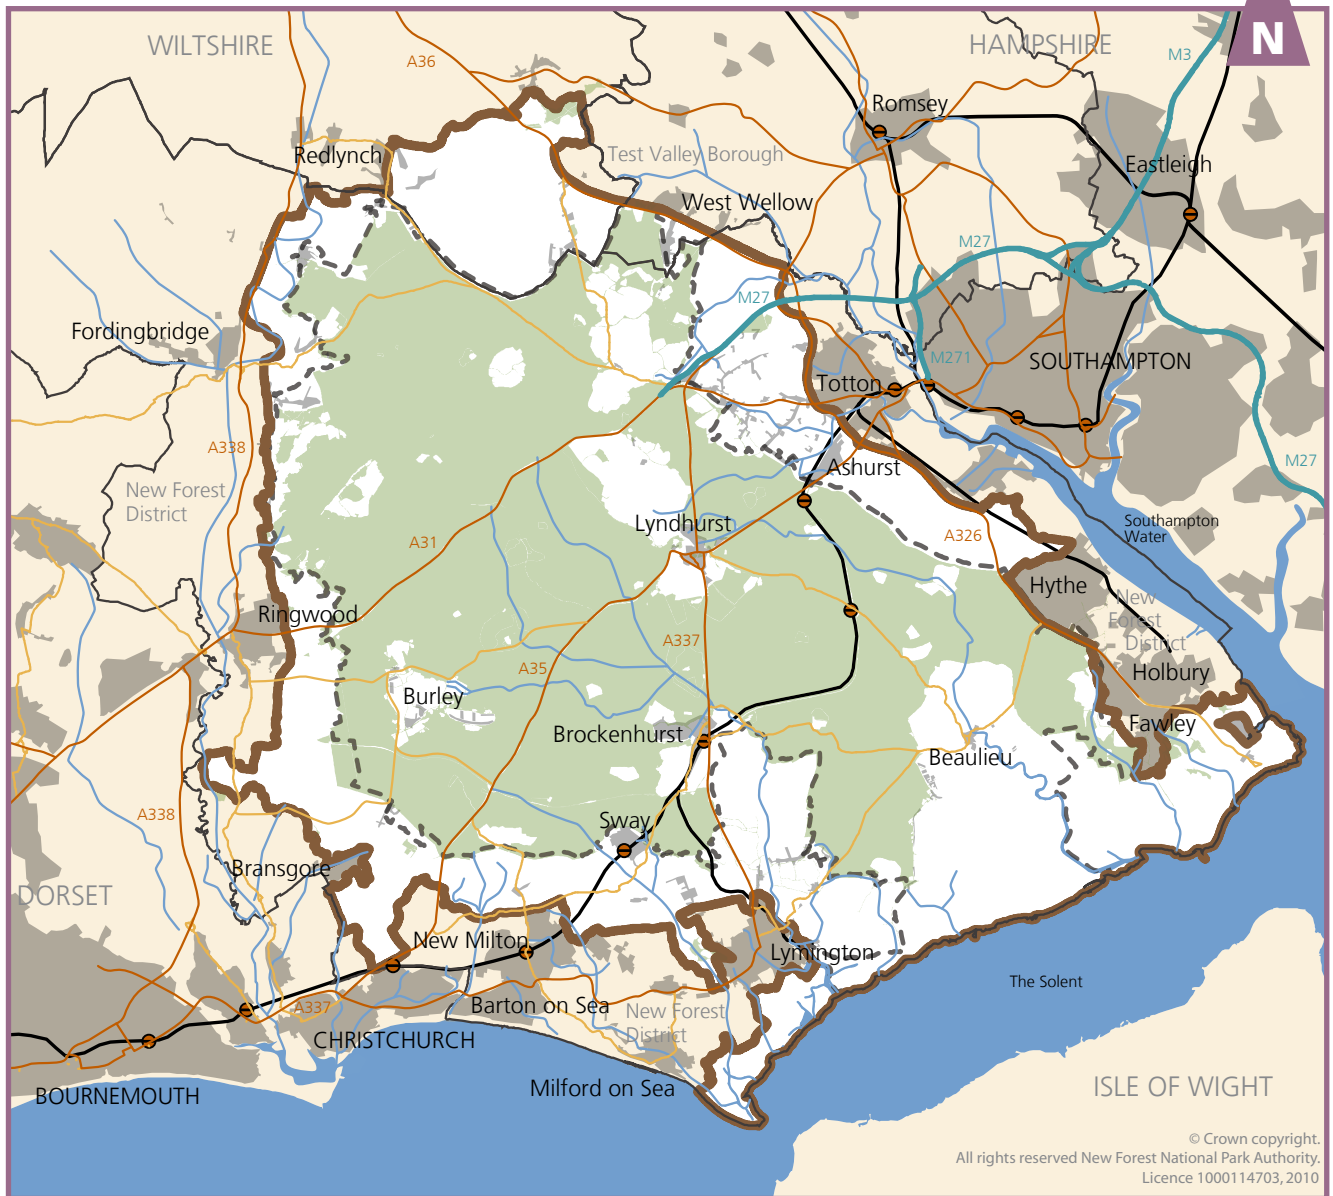 WILTSHIRE
HAMPSHIRE
N
M3
A36
Romsey
Redlynch
Test Valley Borough
Eastleigh
West Wellow
M27
M27
Fordingbridge
M271
SOUTHAMPTON
Totton
A338
M27
Ashurst
New Forest
District
Lyndhurst
Southampton
Water
A31
A326
Hythe
New
Forest
District
Ringwood
A337
A35
Holbury
Burley
Fawley
Brockenhurst
Beaulieu
A338
Sway
Bransgore
DORSET
New Milton
Lymington
The Solent
A337
Barton on Sea
New Forest
District
CHRISTCHURCH
Milford on Sea
ISLE OF WIGHT
BOURNEMOUTH
© Crown copyright.
All rights reserved New Forest National Park Authority.
Licence 1000114703, 2010